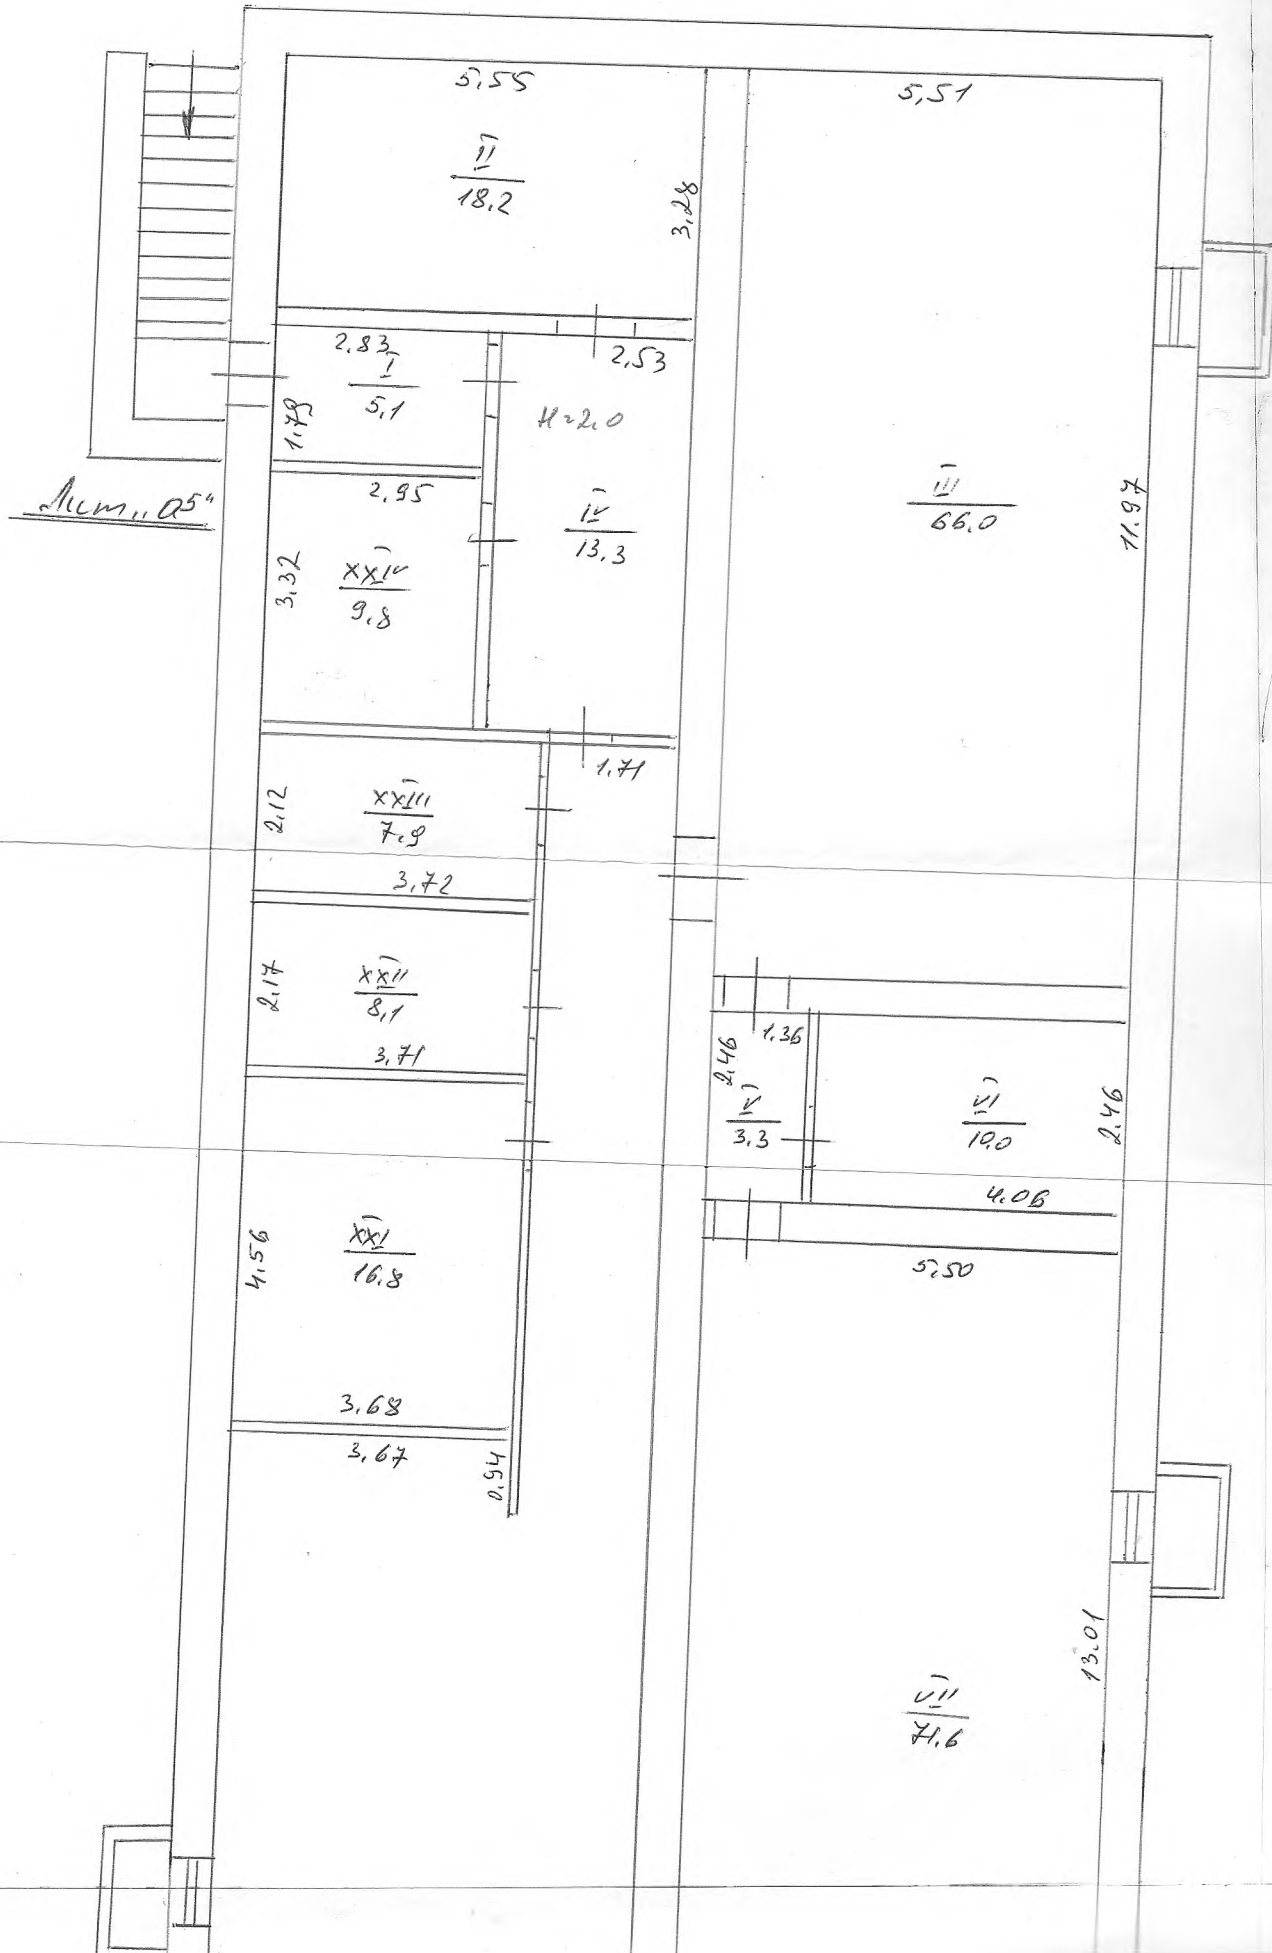 5,55
5,51
II
18,2
3,28
2,83
I
5,1
1,79
2,53
H=2,0
Лит „а5“
2,95
XXIV
9,8
3,32
IV
13,3
III
66,0
11,97
1,71
XXIII
7,9
2,12
3,72
XXII
8,1
2,17
3,71
1,36
2,46
V
3,3
VI
10,0
2,46
4,06
5,50
XXI
16,8
4,56
3,68
3,67
0,94
VII
71,6
13,01